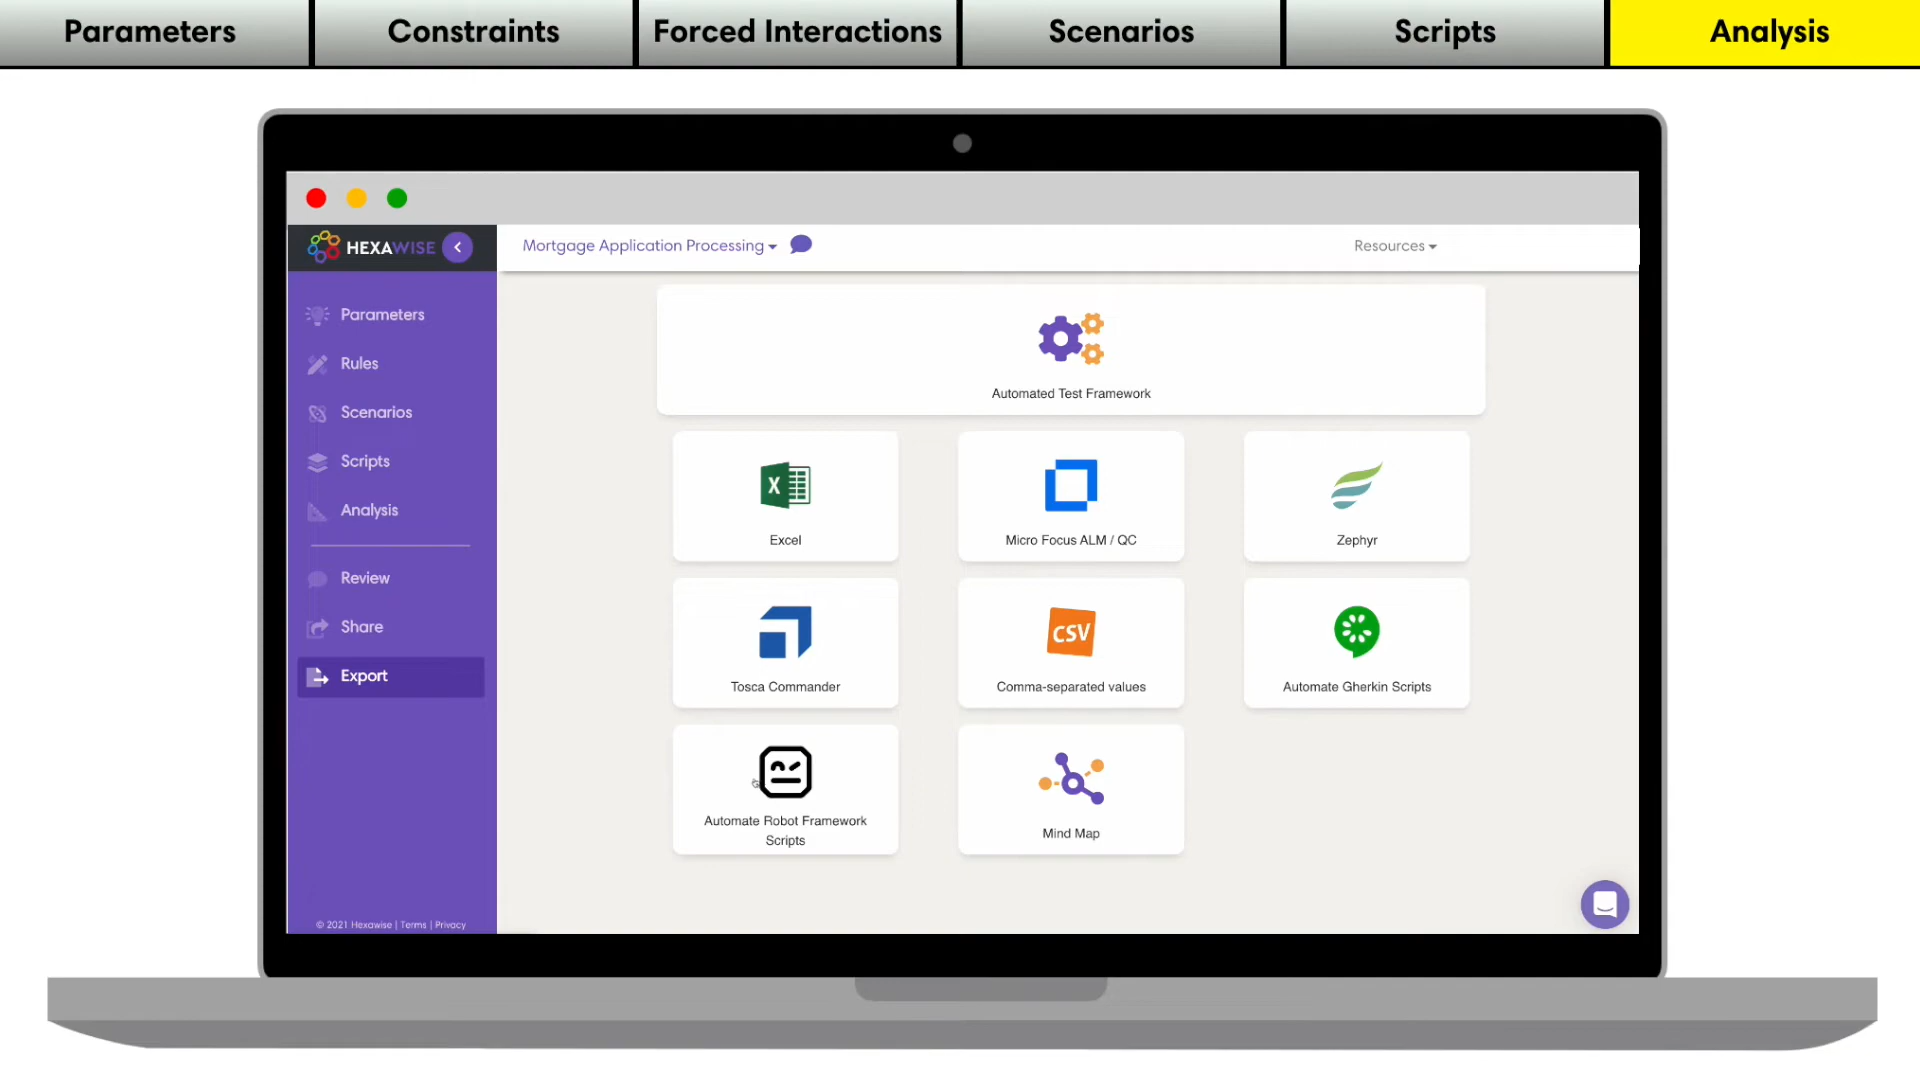 Parameters
Constraints
Forced Interactions
Scenarios
Scripts
Analysis
HEXAWISE
Mortgage Application Processing
Resources
Parameters
Rules
Scenarios
Scripts
Analysis
Review
Share
Export
© 2021 Hexawise | Terms | Privacy
Automated Test Framework
X
Excel
Micro Focus ALM / QC
Zephyr
Tosca Commander
CSV
Comma-separated values
Automate Gherkin Scripts
Automate Robot Framework
Scripts
Mind Map